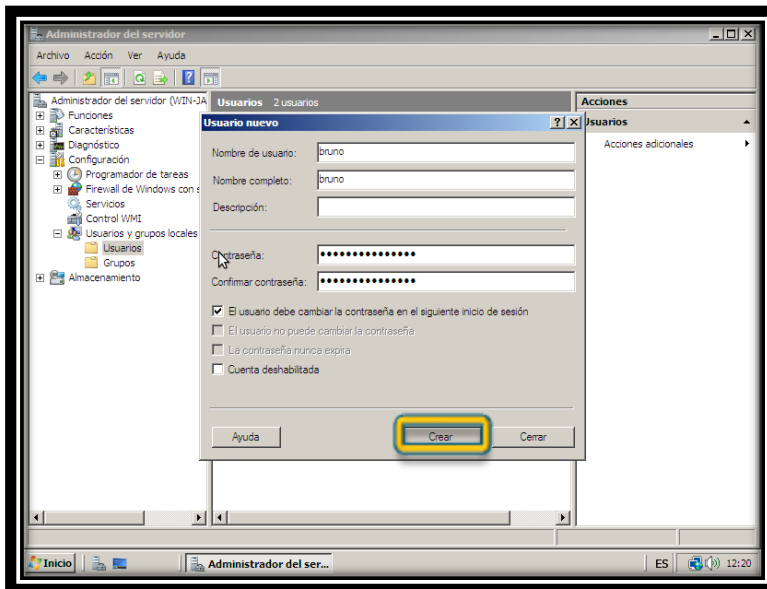 Administrador del servidor
Archivo Acción Ver Ayuda
Administrador del servidor (WIN-JA
Funciones
Características
Diagnóstico
Configuración
Programador de tareas
Firewall de Windows con s
Servicios
Control WMI
Usuarios y grupos locales
Usuarios
Grupos
Almacenamiento
Usuarios 2 usuarios
Usuario nuevo
Nombre de usuario: bruno
Nombre completo: bruno
Descripción:
Contraseña: •••••••••••••••
Confirmar contraseña: •••••••••••••••
El usuario debe cambiar la contraseña en el siguiente inicio de sesión
El usuario no puede cambiar la contraseña
La contraseña nunca expira
Cuenta deshabilitada
Ayuda Crear Cerrar
Acciones
Usuarios
Acciones adicionales
Inicio Administrador del ser... ES 12:20